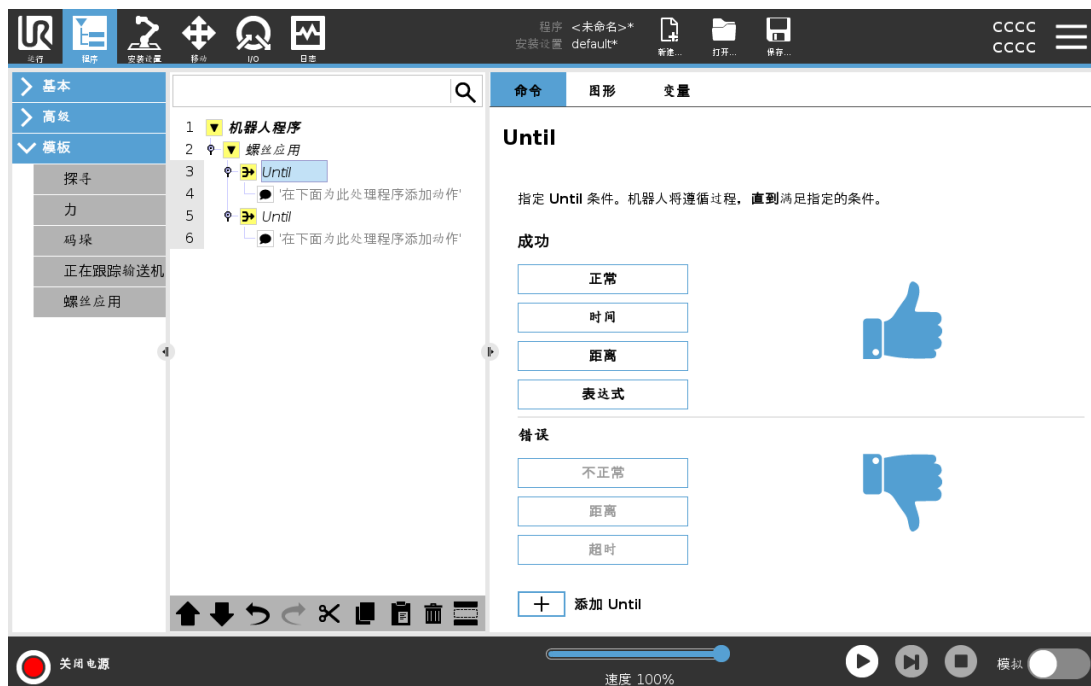 UR
运行
程序
安装设置
移动
I/O
日志
程序 <未命名>*
安装设置 default*
新建...
打开...
保存...
CCCC
CCCC
基本
高级
模板
探寻
力
码垛
正在跟踪输送机
螺丝应用
1 机器人程序
2 螺丝应用
3 Until
4 '在下面为此处理程序添加动作'
5 Until
6 '在下面为此处理程序添加动作'
命令 图形 变量
Until
指定 Until 条件。机器人将遵循过程，直到满足指定的条件。
成功
正常
时间
距离
表达式
错误
不正常
距离
超时
添加 Until
关闭电源
速度 100%
模拟